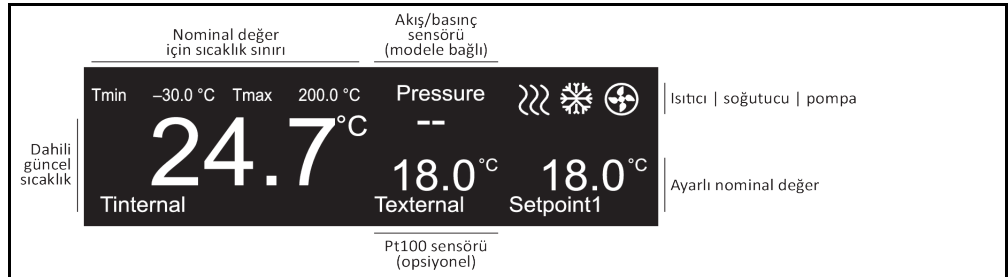 Nominal değer
için sıcaklık sınırı
Akış/basınç
sensörü
(modele bağlı)
Tmin –30.0 °C Tmax 200.0 °C Pressure
--
Isıtıcı | soğutucu | pompa
Dahili
güncel
sıcaklık
24.7 °C
18.0 °C 18.0 °C
Tinternal Texternal Setpoint1
Ayarlı nominal değer
Pt100 sensörü
(opsiyonel)